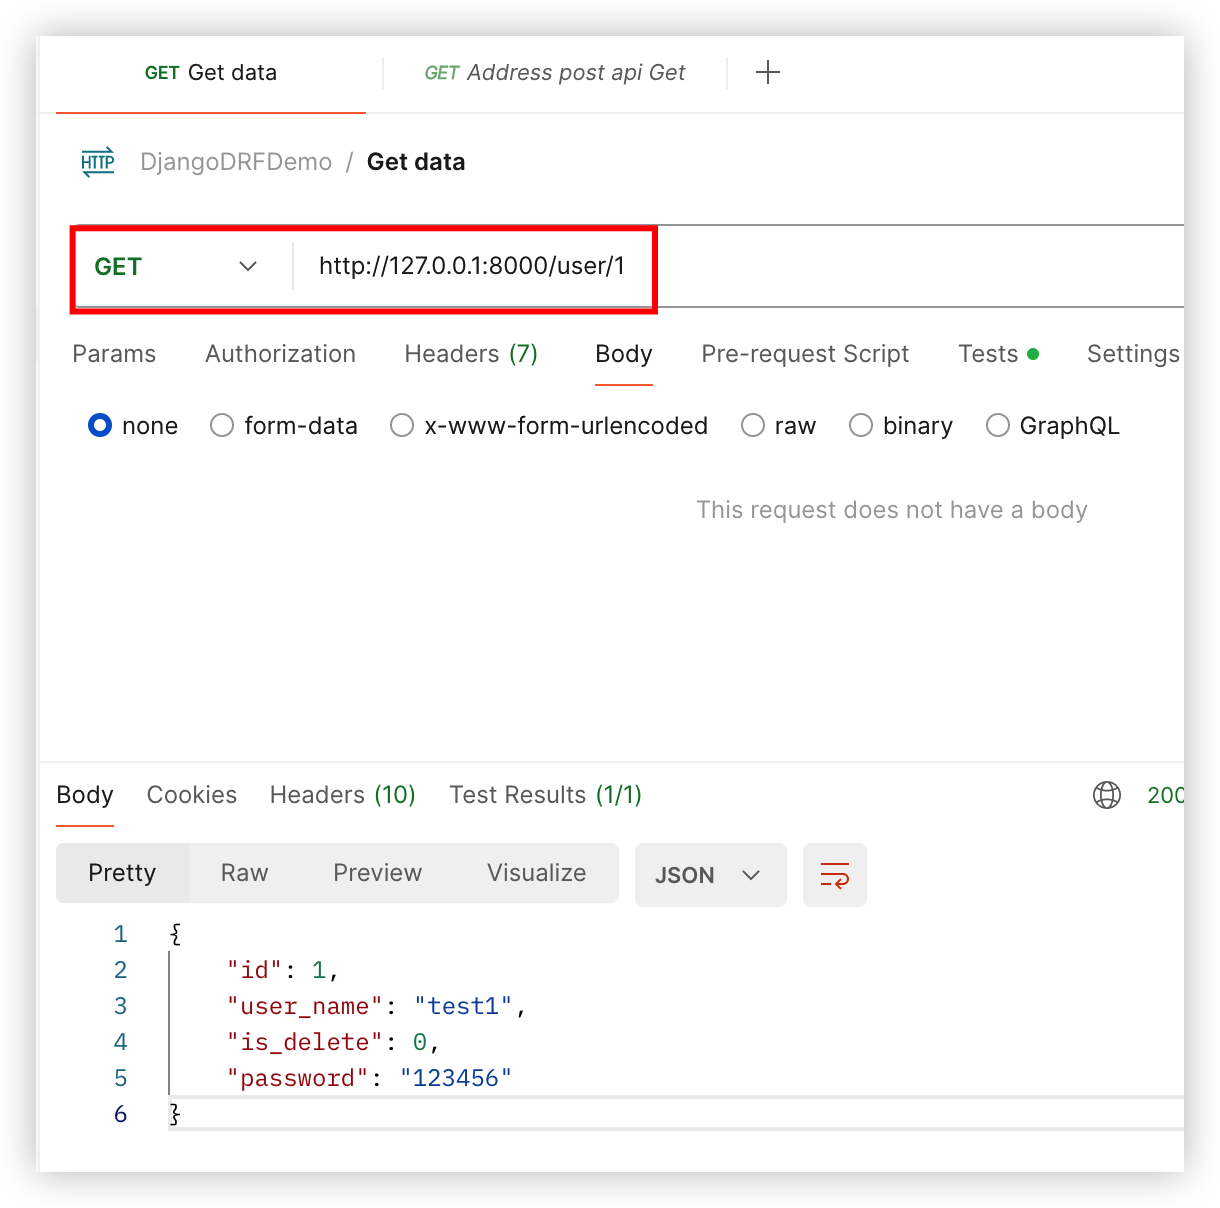 GET Get data
GET Address post api Get
HTTP DjangoDRFDemo / Get data
GET http://127.0.0.1:8000/user/1
Params Authorization Headers (7) Body Pre-request Script Tests Settings
none form-data x-www-form-urlencoded raw binary GraphQL
This request does not have a body
Body Cookies Headers (10) Test Results (1/1) 200
Pretty Raw Preview Visualize JSON
1 {
2 "id": 1,
3 "user_name": "test1",
4 "is_delete": 0,
5 "password": "123456"
6 }